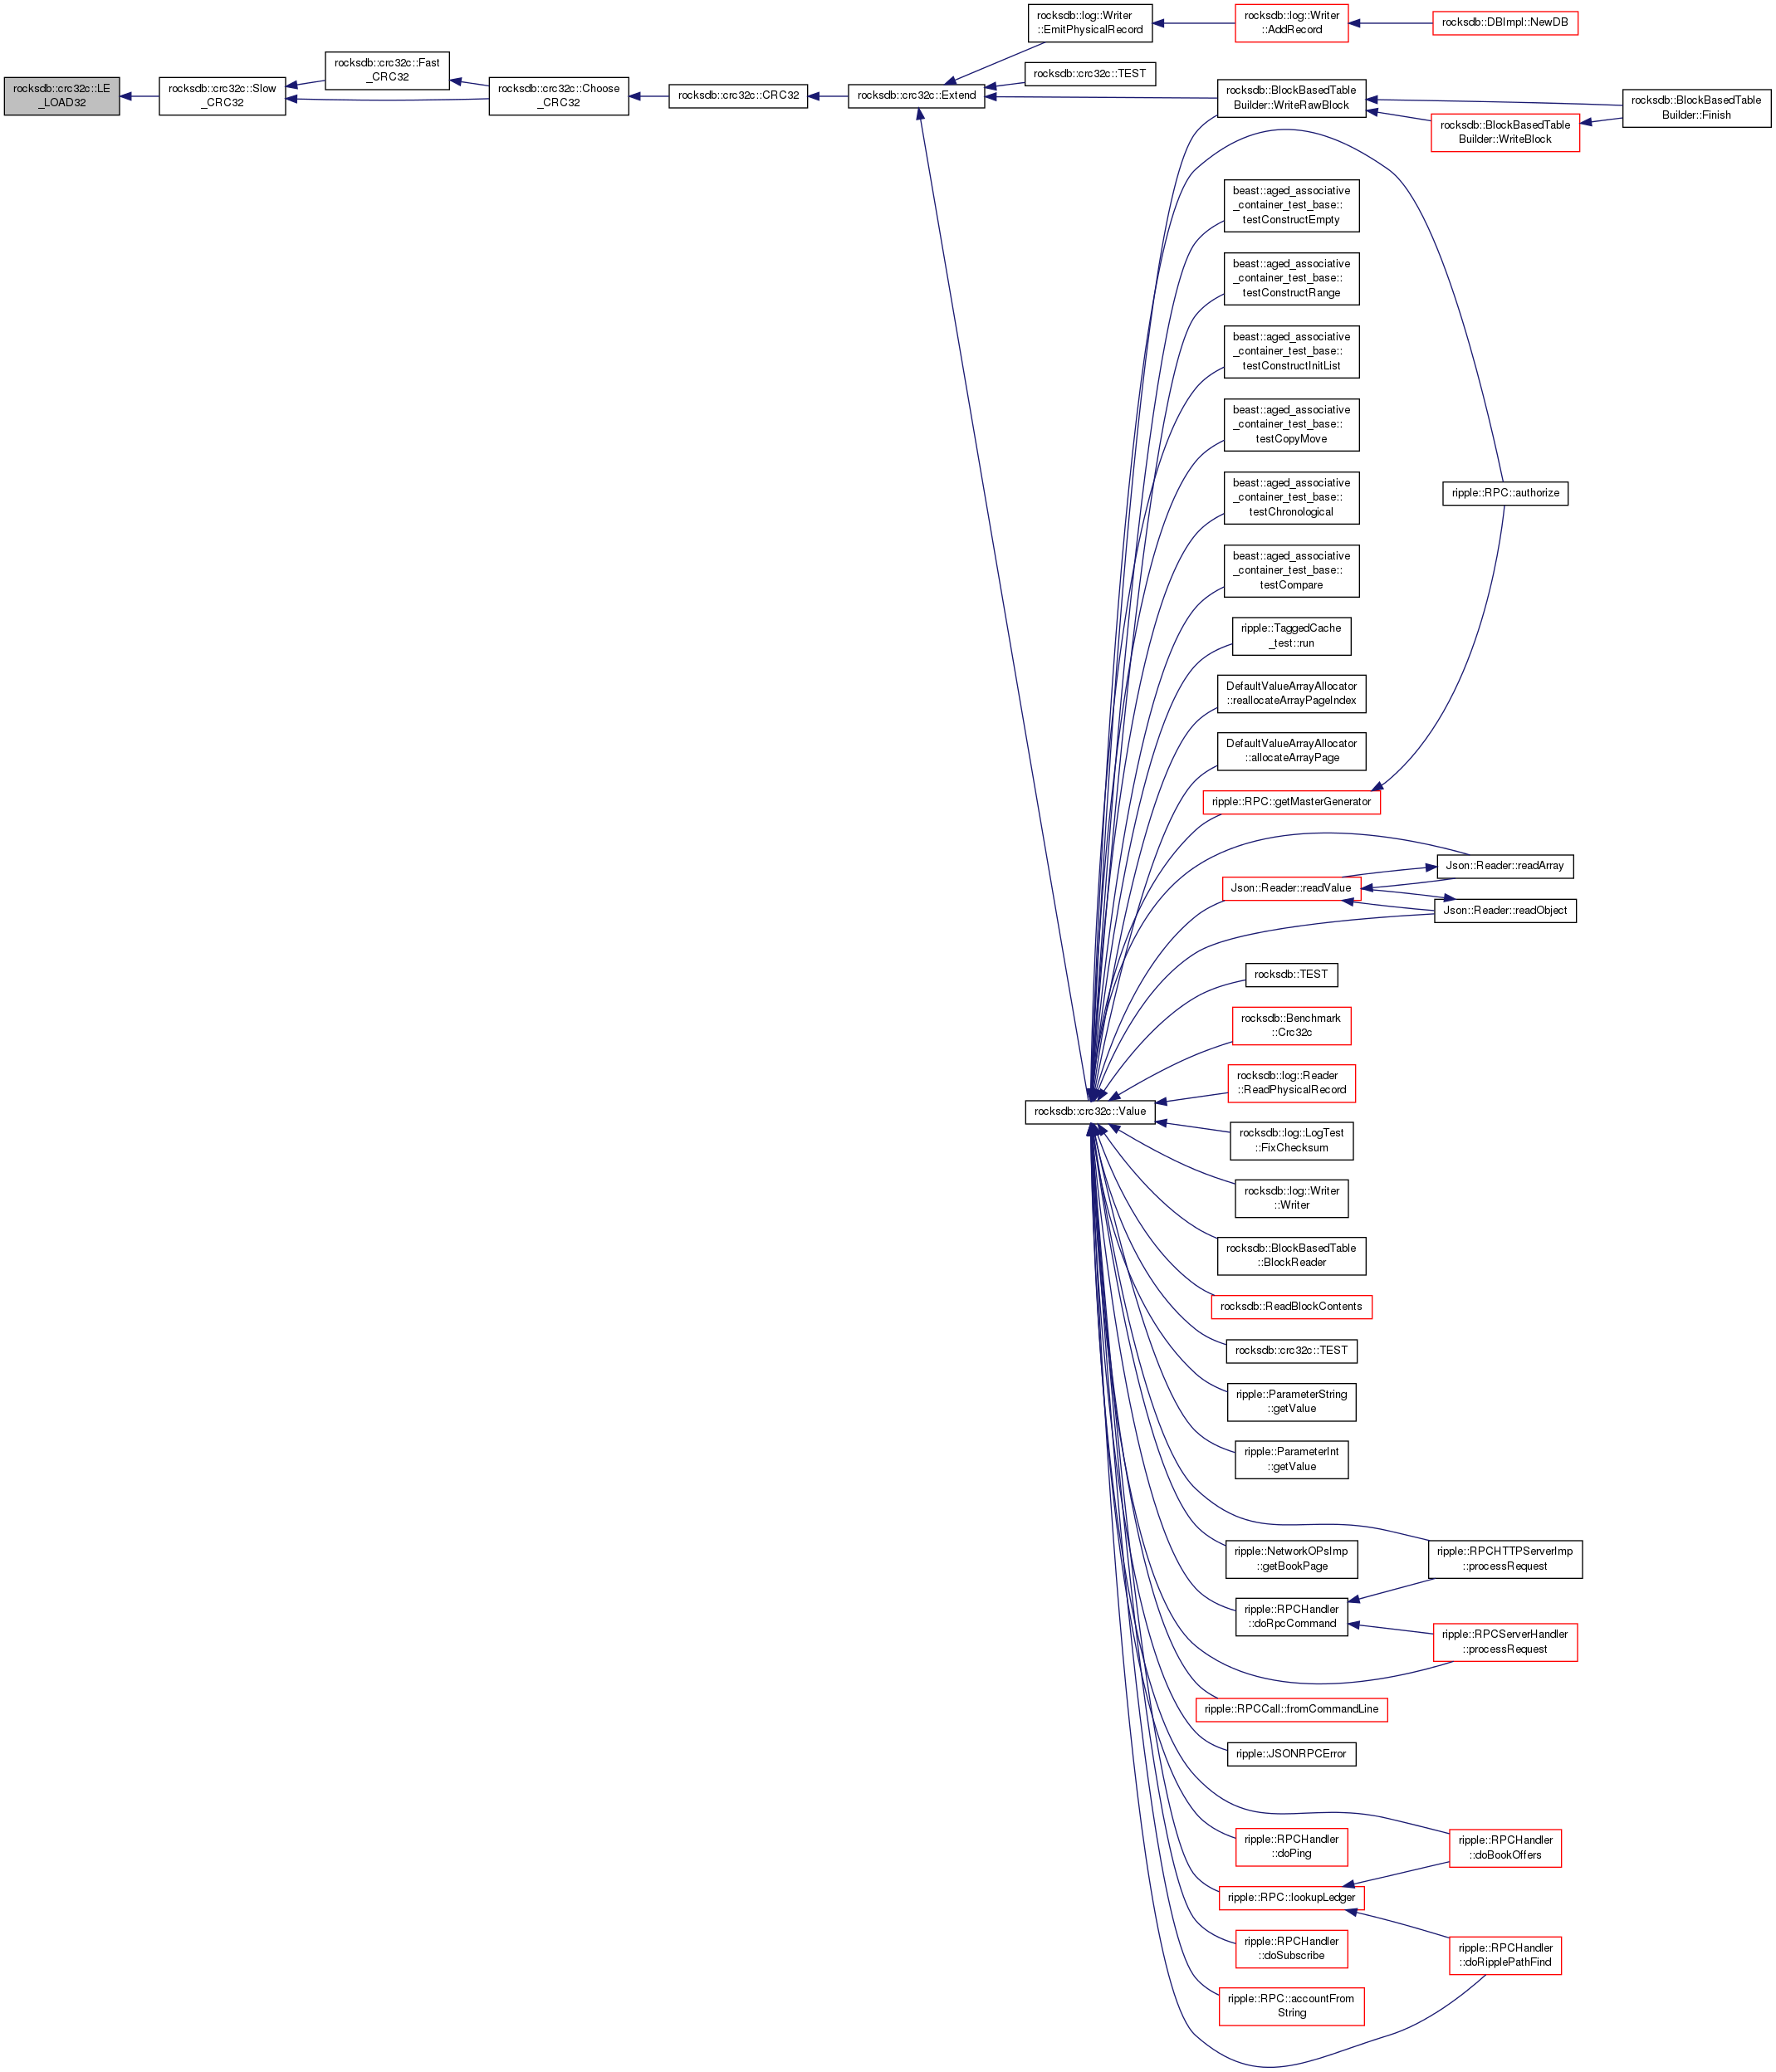 rocksdb::crc32c::LE
_LOAD32
rocksdb::crc32c::Slow
_CRC32
rocksdb::crc32c::Fast
_CRC32
rocksdb::crc32c::Choose
_CRC32
rocksdb::crc32c::CRC32
rocksdb::crc32c::Extend
rocksdb::log::Writer
::EmitPhysicalRecord
rocksdb::log::Writer
::AddRecord
rocksdb::DBImpl::NewDB
rocksdb::crc32c::TEST
rocksdb::BlockBasedTable
Builder::WriteRawBlock
rocksdb::BlockBasedTable
Builder::WriteBlock
rocksdb::BlockBasedTable
Builder::Finish
beast::aged_associative
_container_test_base::
testConstructEmpty
beast::aged_associative
_container_test_base::
testConstructRange
beast::aged_associative
_container_test_base::
testConstructInitList
beast::aged_associative
_container_test_base::
testCopyMove
beast::aged_associative
_container_test_base::
testChronological
ripple::RPC::authorize
beast::aged_associative
_container_test_base::
testCompare
ripple::TaggedCache
_test::run
DefaultValueArrayAllocator
::reallocateArrayPageIndex
DefaultValueArrayAllocator
::allocateArrayPage
ripple::RPC::getMasterGenerator
Json::Reader::readArray
Json::Reader::readValue
Json::Reader::readObject
rocksdb::TEST
rocksdb::Benchmark
::Crc32c
rocksdb::log::Reader
::ReadPhysicalRecord
rocksdb::crc32c::Value
rocksdb::log::LogTest
::FixChecksum
rocksdb::log::Writer
::Writer
rocksdb::BlockBasedTable
::BlockReader
rocksdb::ReadBlockContents
rocksdb::crc32c::TEST
ripple::ParameterString
::getValue
ripple::ParameterInt
::getValue
ripple::NetworkOPsImp
::getBookPage
ripple::RPCHTTPServerImp
::processRequest
ripple::RPCHandler
::doRpcCommand
ripple::RPCServerHandler
::processRequest
ripple::RPCCall::fromCommandLine
ripple::JSONRPCError
ripple::RPCHandler
::doPing
ripple::RPCHandler
::doBookOffers
ripple::RPC::lookupLedger
ripple::RPCHandler
::doSubscribe
ripple::RPCHandler
::doRipplePathFind
ripple::RPC::accountFrom
String